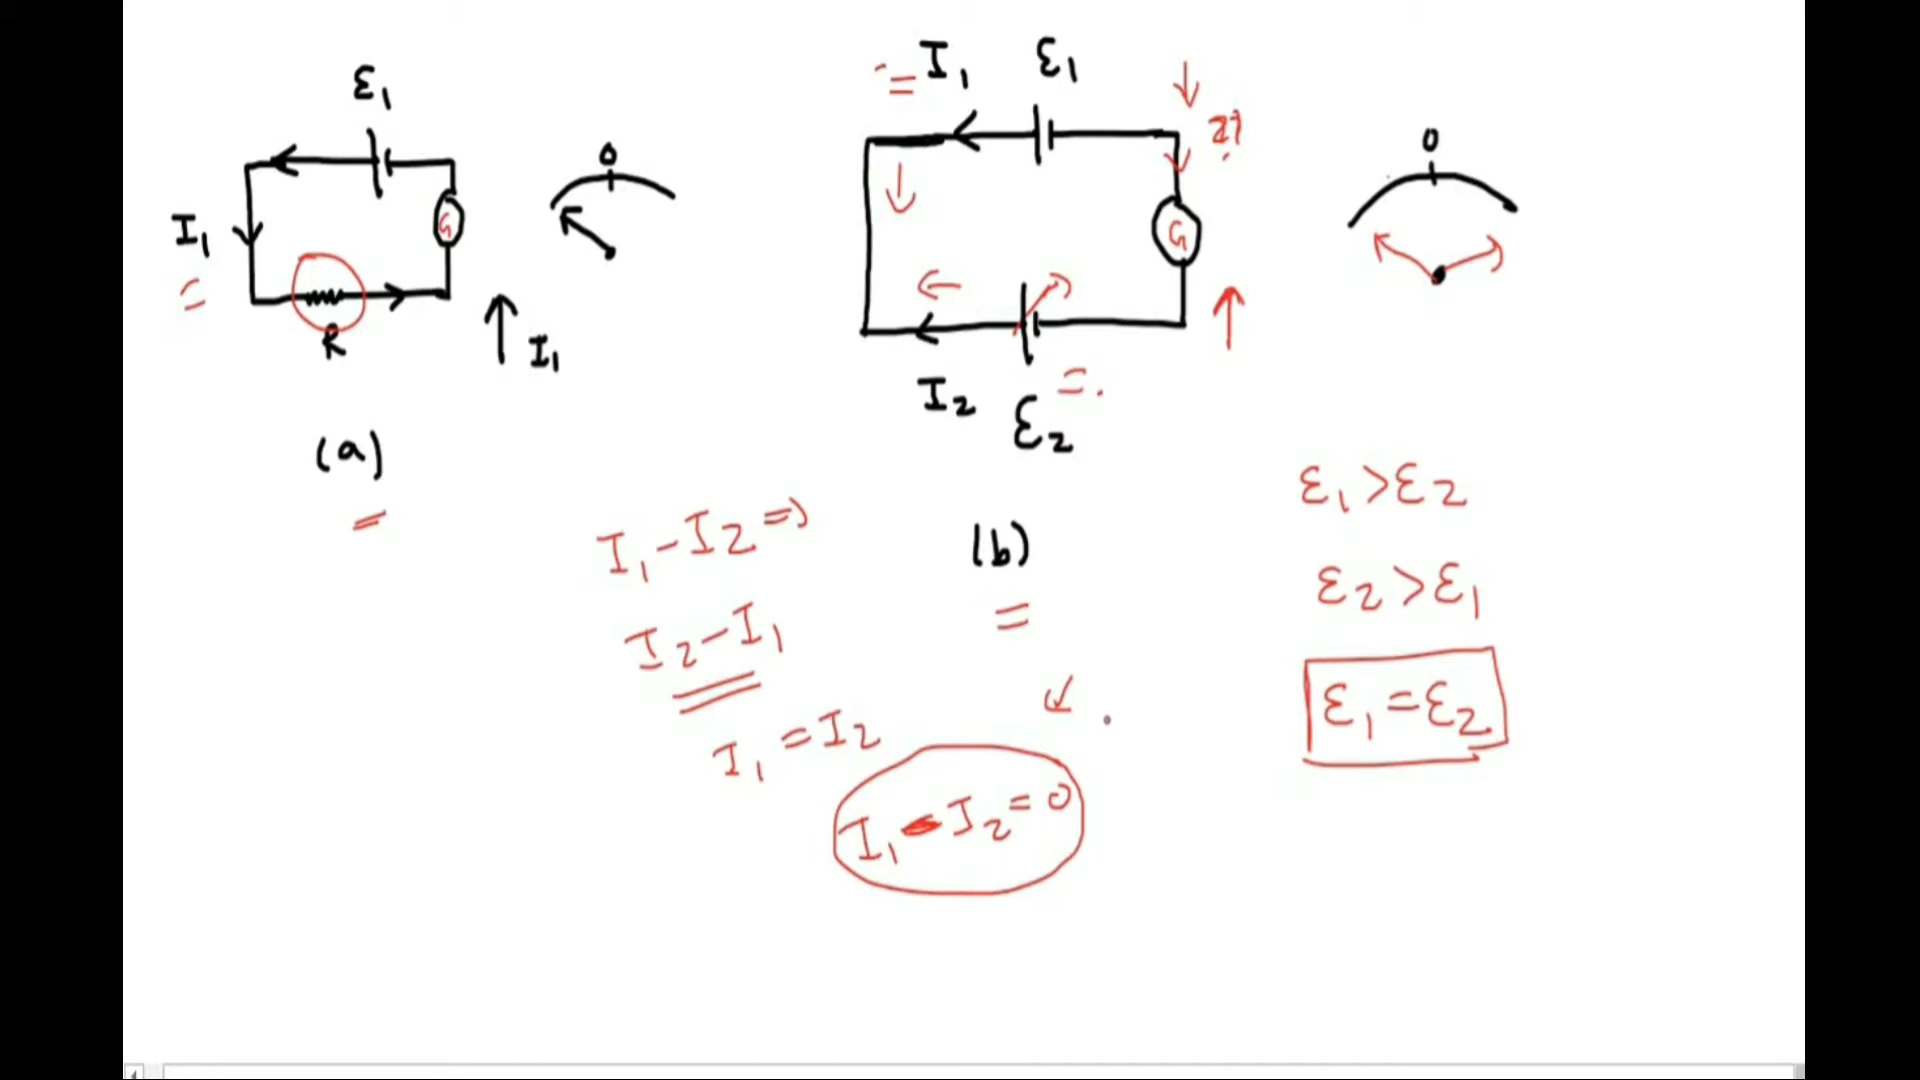 ε1
I1
G
R
I1
(a)
=
0
I1
ε1
??
G
I2
ε2
(b)
=
0
I1-I2 ⇒
I2-I1
I1=I2
I1-I2=0
ε1>ε2
ε2>ε1
ε1=ε2